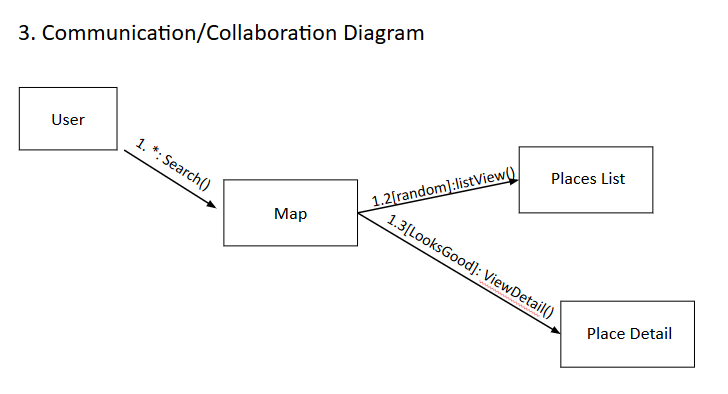 3. Communication/Collaboration Diagram
User
1. *: Search()
Map
1.2[random]:listView()
Places List
1.3[LooksGood]: ViewDetail()
Place Detail